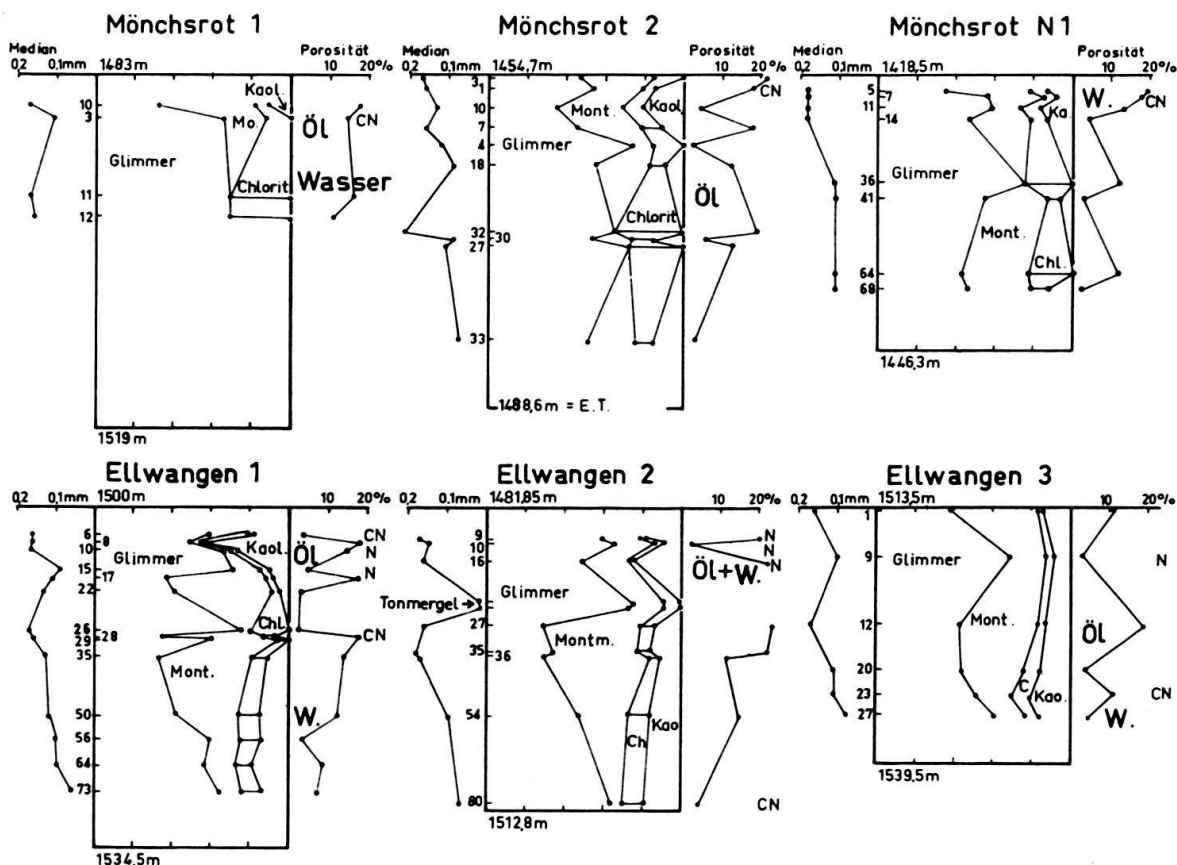 Mönchsrot 1
Median
0,2 0,1mm
1483m
Porosität
10 20%
10
3
11
12
Kaol.
Mo.
Öl
CN
Glimmer
Chlorit
Wasser
1519m
Mönchsrot 2
Median
0,2 0,1mm
1454,7m
Porosität
10 20%
3
1
10
7
4
18
32
30
27
33
Mont.
Kaol.
CN
Glimmer
Öl
Chlorit
1488,6m = E.T.
Mönchsrot N1
Median
0,2 0,1mm
1418,5m
Porosität
10 20%
5
7
11
14
36
41
64
68
Ka.
W.
CN
Glimmer
Mont.
Chl.
1446,3m
Ellwangen 1
0,2 0,1mm
1500m
10 20%
6
8
10
15
17
22
26
28
29
35
50
56
64
73
Glimmer
Kaol.
Öl
CN
N
N
Chl.
CN
Mont.
W.
1534,5m
Ellwangen 2
0,2 0,1mm
1481,85m
10 20%
9
10
16
Tonmergel
27
35
36
54
80
N
N
N
Öl+W.
Glimmer
Montm.
Ch
Kao
CN
1512,8m
Ellwangen 3
0,2 0,1mm
1513,5m
10 20%
1
9
12
20
23
27
Glimmer
N
Mont.
Öl
C
Kao.
CN
W.
1539,5m